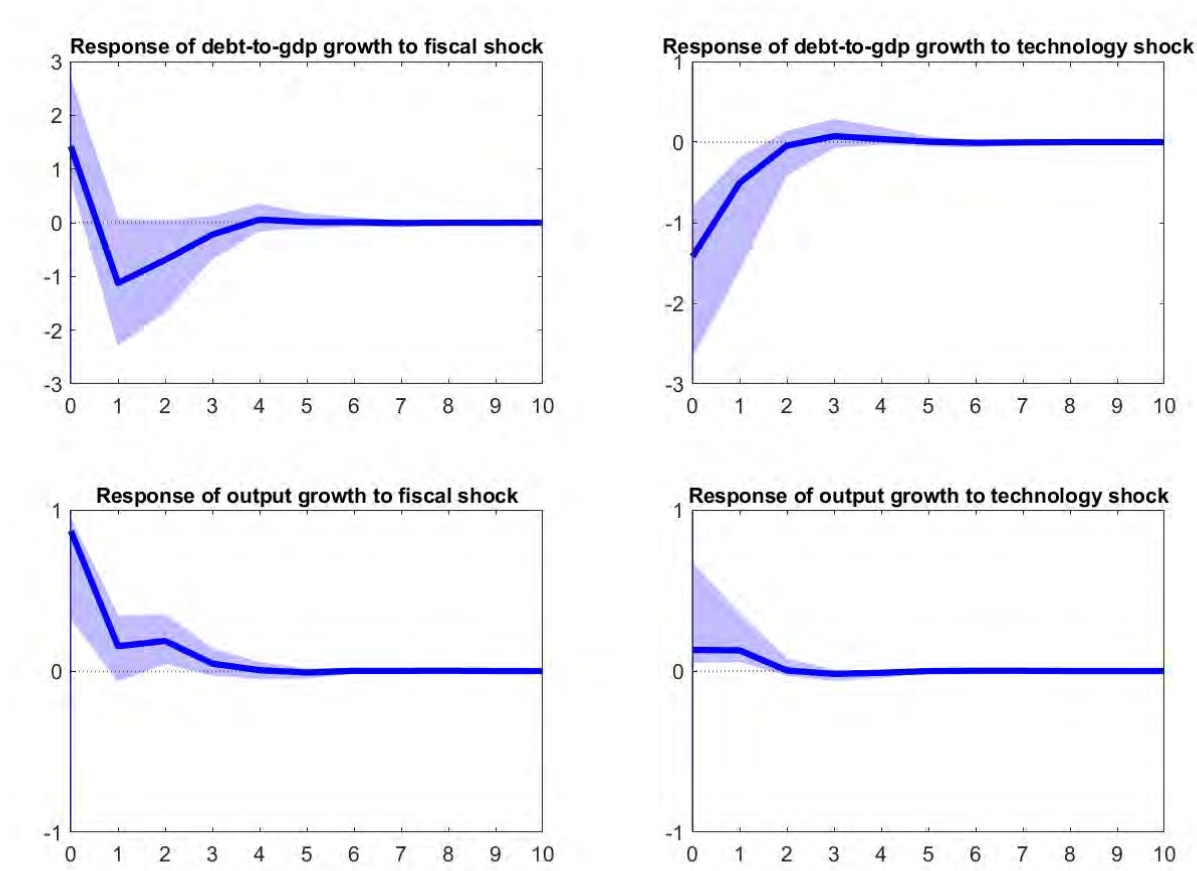 Response of debt-to-gdp growth to fiscal shock
3
2
1
0
-1
-2
-3
0 1 2 3 4 5 6 7 8 9 10
Response of debt-to-gdp growth to technology shock
1
0
-1
-2
-3
0 1 2 3 4 5 6 7 8 9 10
Response of output growth to fiscal shock
1
0
-1
0 1 2 3 4 5 6 7 8 9 10
Response of output growth to technology shock
1
0
-1
0 1 2 3 4 5 6 7 8 9 10